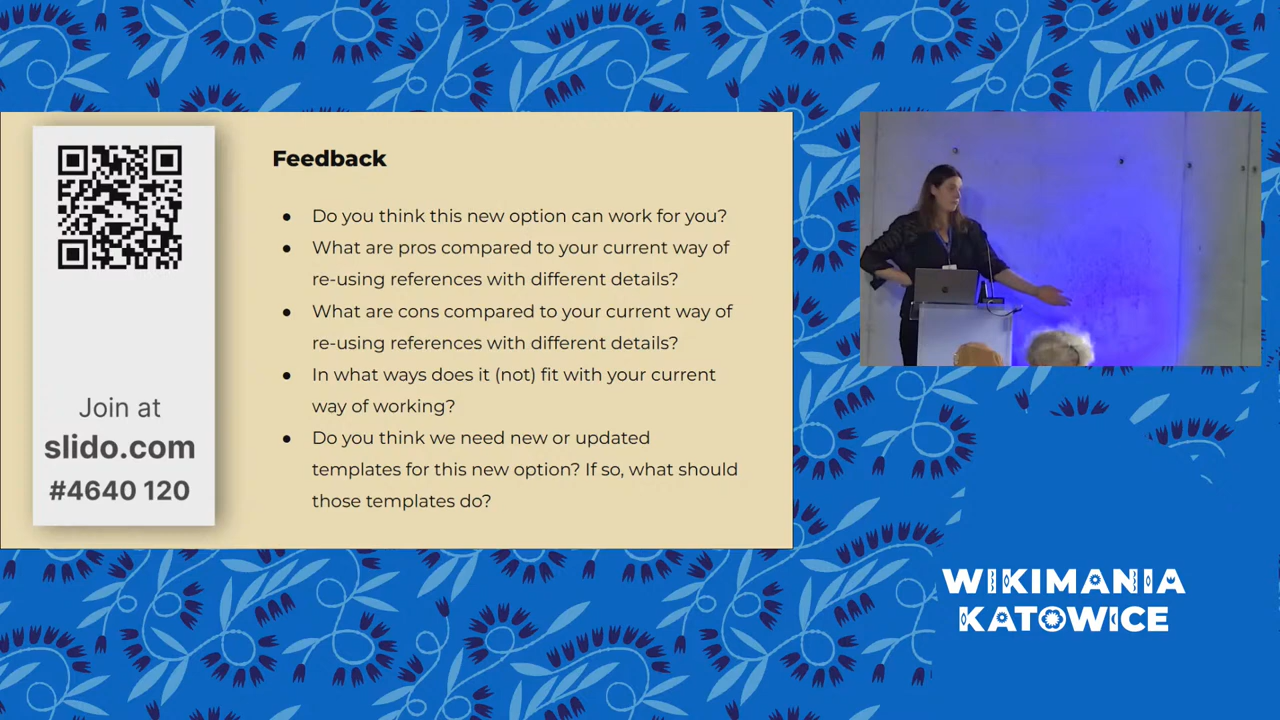 Feedback
● Do you think this new option can work for you?
● What are pros compared to your current way of
re-using references with different details?
● What are cons compared to your current way of
re-using references with different details?
● In what ways does it (not) fit with your current
way of working?
● Do you think we need new or updated
templates for this new option? If so, what should
those templates do?
Join at
slido.com
#4640 120
WIKIMANIA
KATOWICE